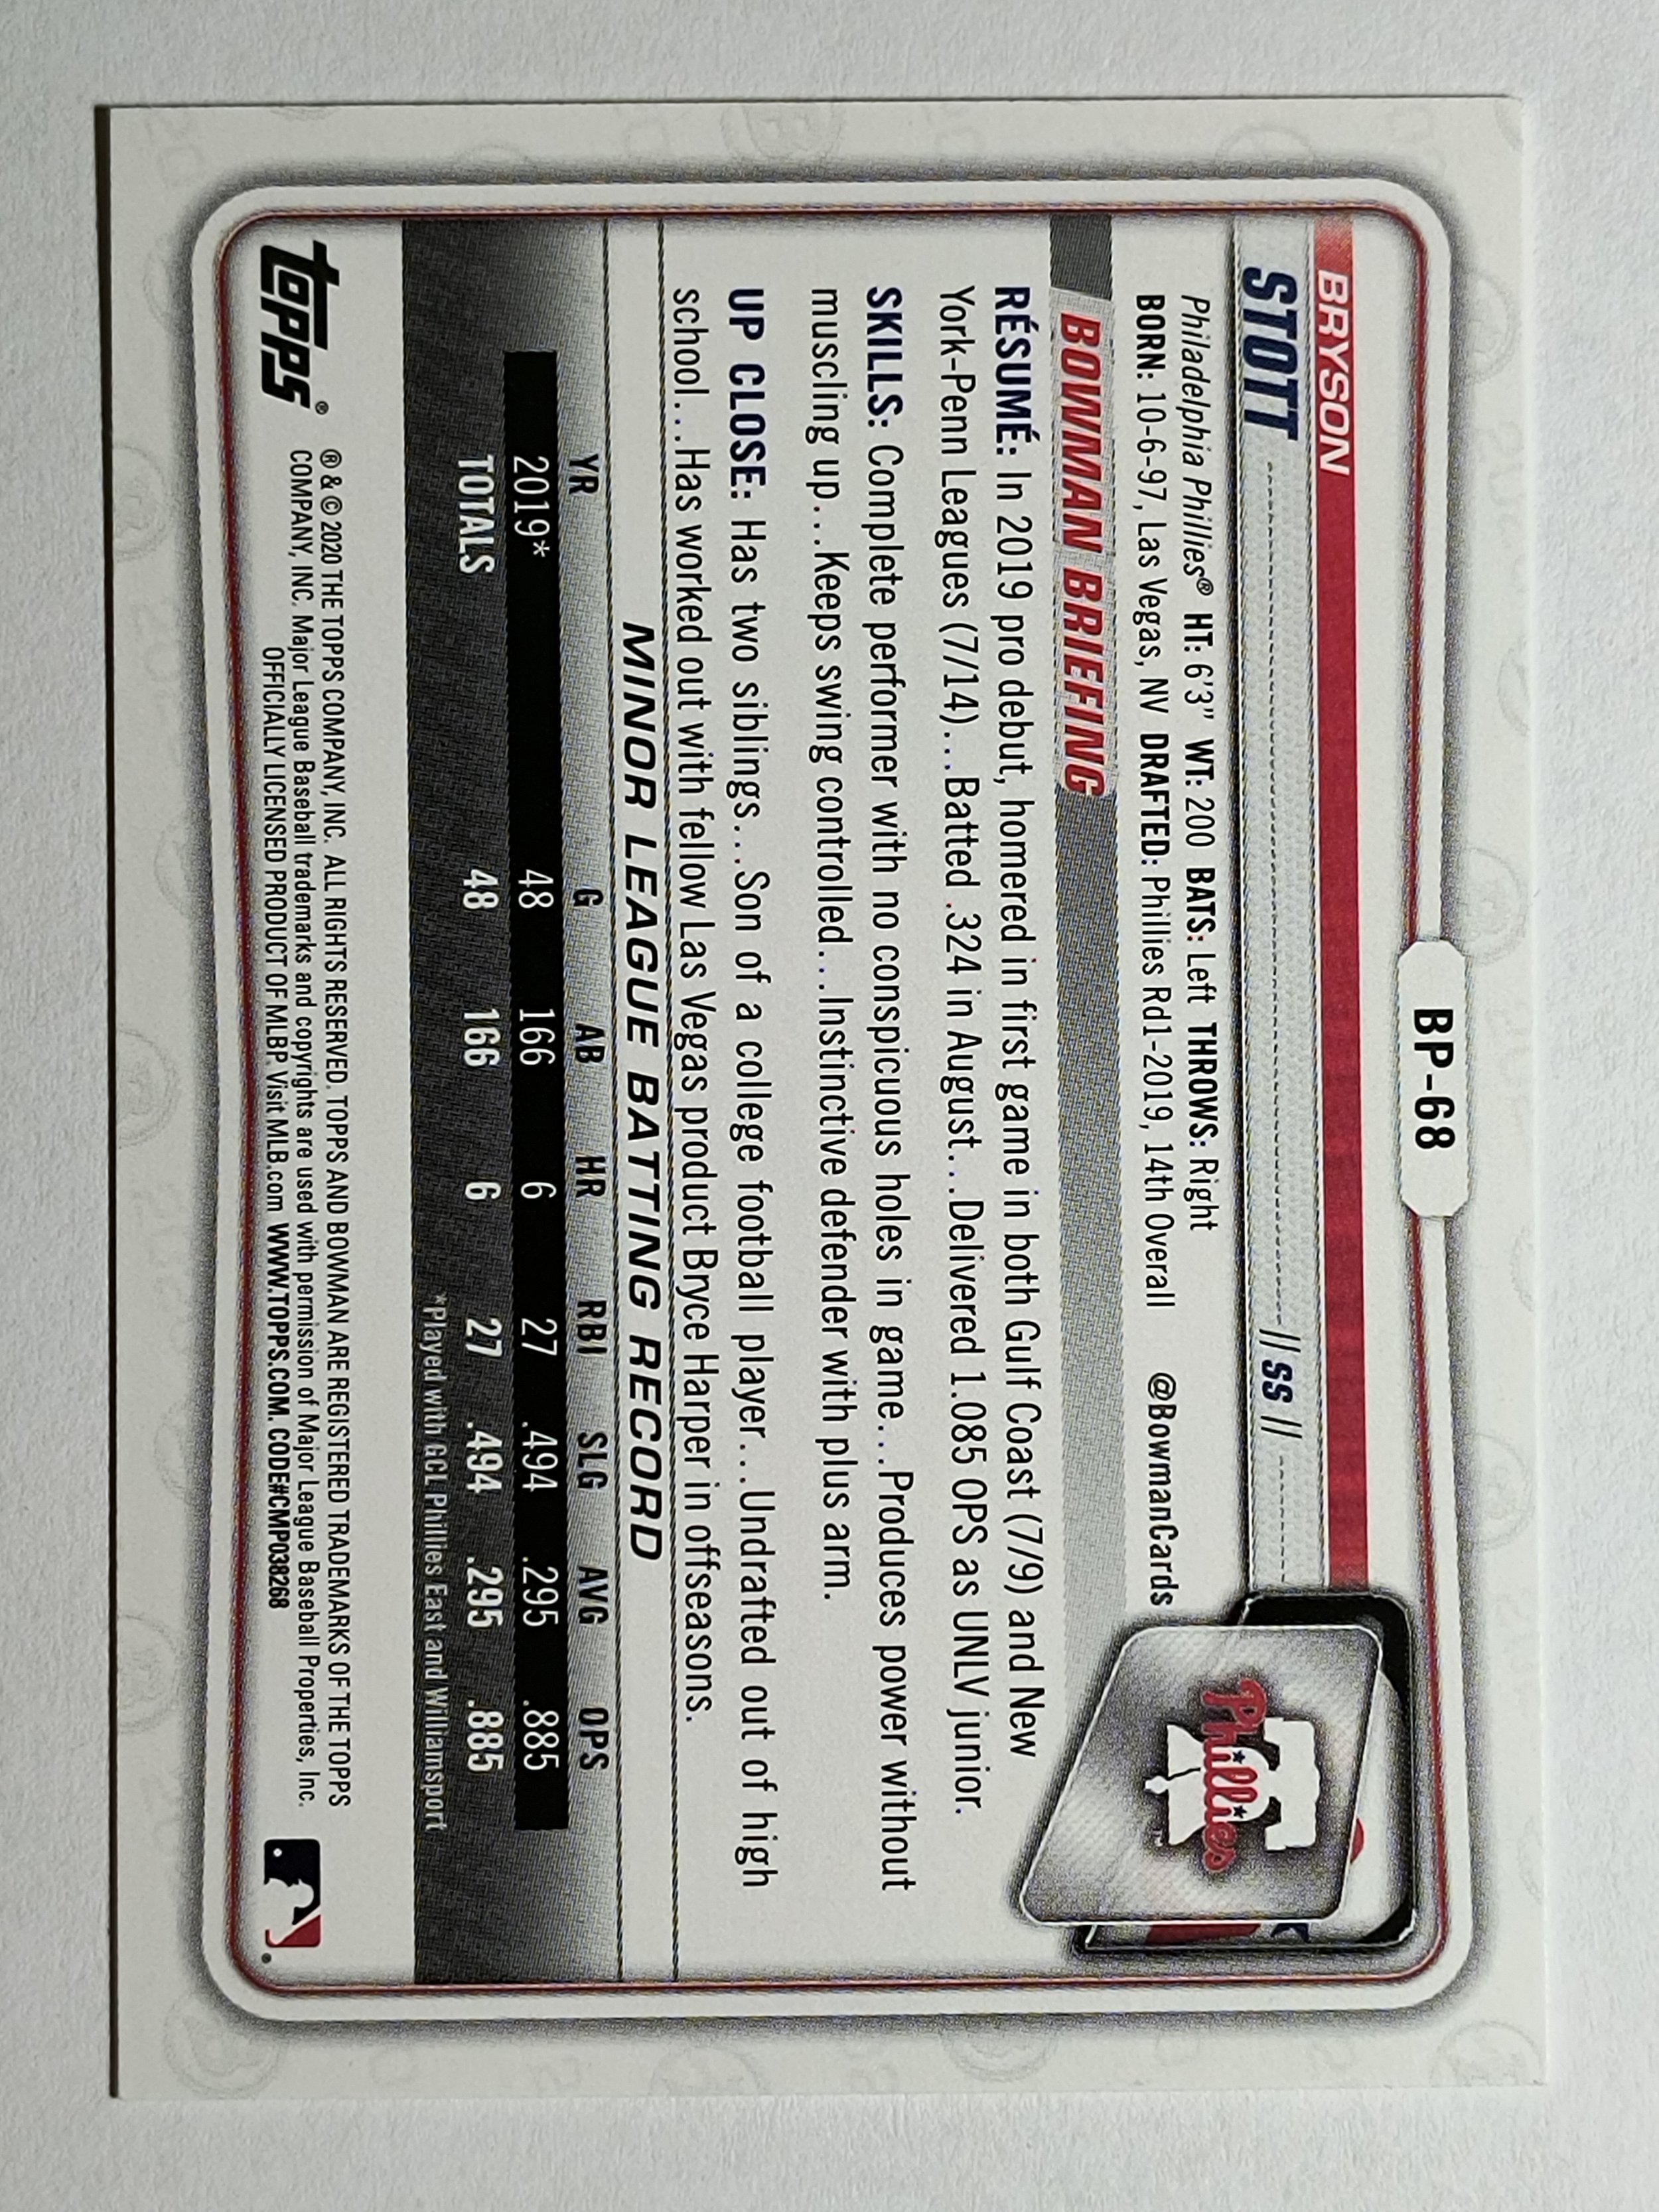 BP-68
BRYSON
STOTT
// SS //
Phillies
Philadelphia Phillies® HT: 6'3" WT: 200 BATS: Left THROWS: Right
BORN: 10-6-97, Las Vegas, NV DRAFTED: Phillies Rd1-2019, 14th Overall @BowmanCards
BOWMAN BRIEFING
RÉSUMÉ: In 2019 pro debut, homered in first game in both Gulf Coast (7/9) and New
York-Penn Leagues (7/14)...Batted .324 in August...Delivered 1.085 OPS as UNLV junior.
SKILLS: Complete performer with no conspicuous holes in game...Produces power without
muscling up...Keeps swing controlled...Instinctive defender with plus arm.
UP CLOSE: Has two siblings...Son of a college football player...Undrafted out of high
school...Has worked out with fellow Las Vegas product Bryce Harper in offseasons.
MINOR LEAGUE BATTING RECORD
YR G AB HR RBI SLG AVG OPS
2019* 48 166 6 27 .494 .295 .885
TOTALS 48 166 6 27 .494 .295 .885
*Played with GCL Phillies East and Williamsport
topps®
® & © 2020 THE TOPPS COMPANY, INC. ALL RIGHTS RESERVED. TOPPS AND BOWMAN ARE REGISTERED TRADEMARKS OF THE TOPPS
COMPANY, INC. Major League Baseball trademarks and copyrights are used with permission of Major League Baseball Properties, Inc.
OFFICIALLY LICENSED PRODUCT OF MLBP. Visit MLB.com WWW.TOPPS.COM. CODE#CMP038268